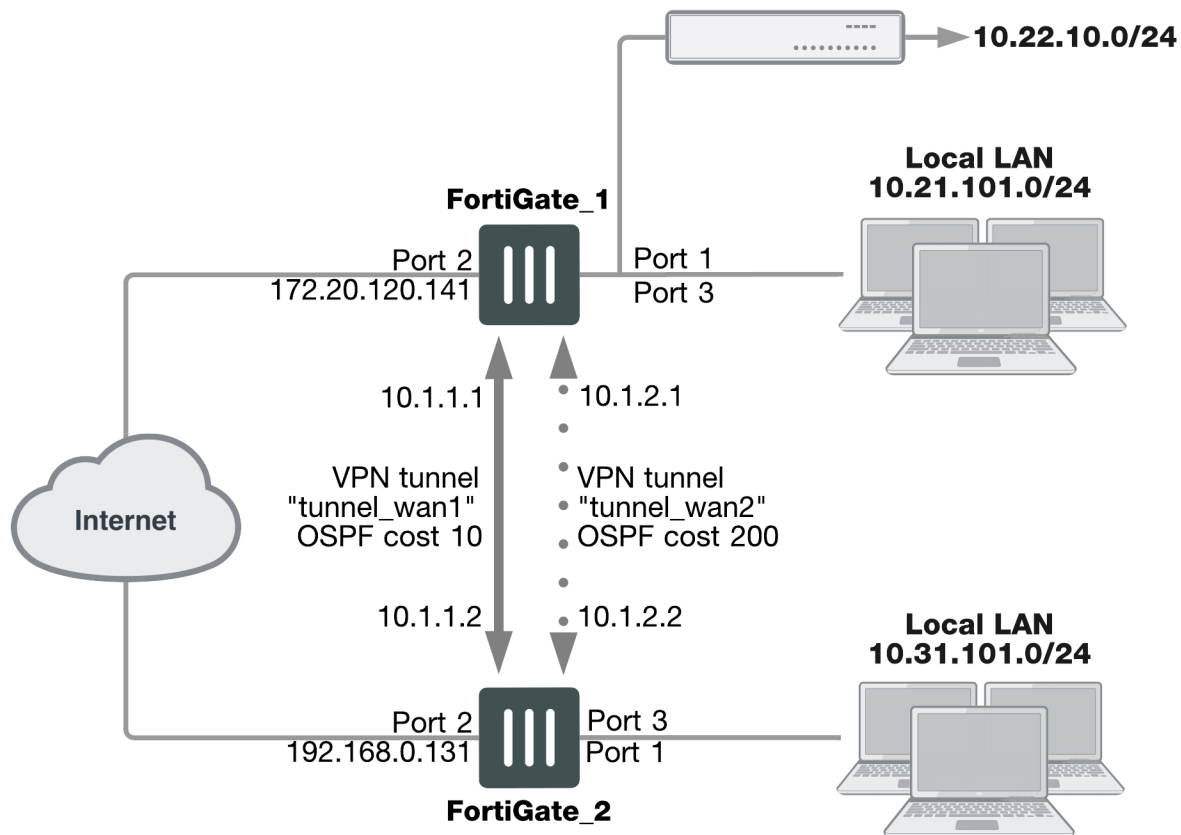 10.22.10.0/24
Local LAN
10.21.101.0/24
FortiGate_1
Port 2
172.20.120.141
Port 1
Port 3
10.1.1.1
10.1.2.1
VPN tunnel
"tunnel_wan1"
OSPF cost 10
VPN tunnel
"tunnel_wan2"
OSPF cost 200
Internet
10.1.1.2
10.1.2.2
Local LAN
10.31.101.0/24
Port 2
192.168.0.131
Port 3
Port 1
FortiGate_2